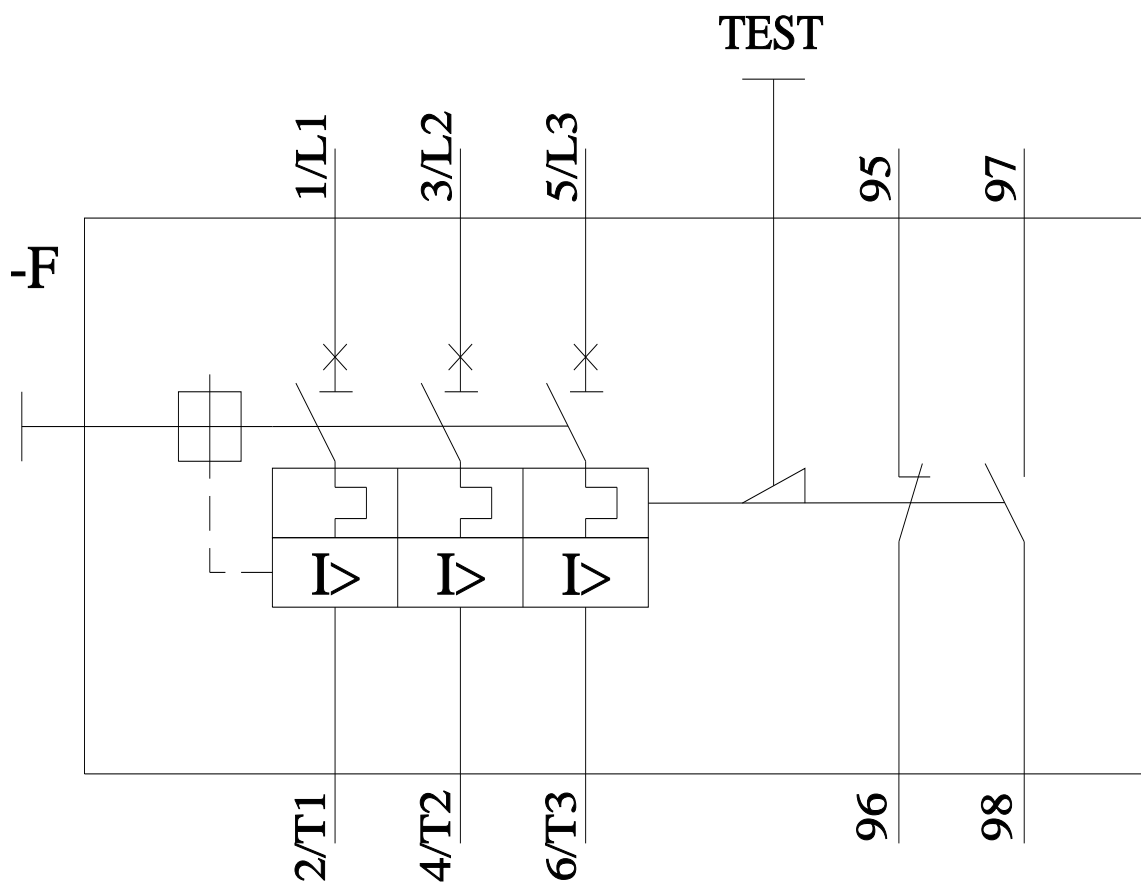 TEST
1/L1
3/L2
5/L3
95
97
-F
I>
I>
I>
2/T1
4/T2
6/T3
96
98